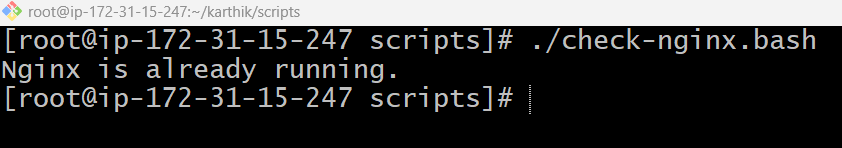 root@ip-172-31-15-247:~/karthik/scripts
[root@ip-172-31-15-247 scripts]# ./check-nginx.bash
Nginx is already running.
[root@ip-172-31-15-247 scripts]#